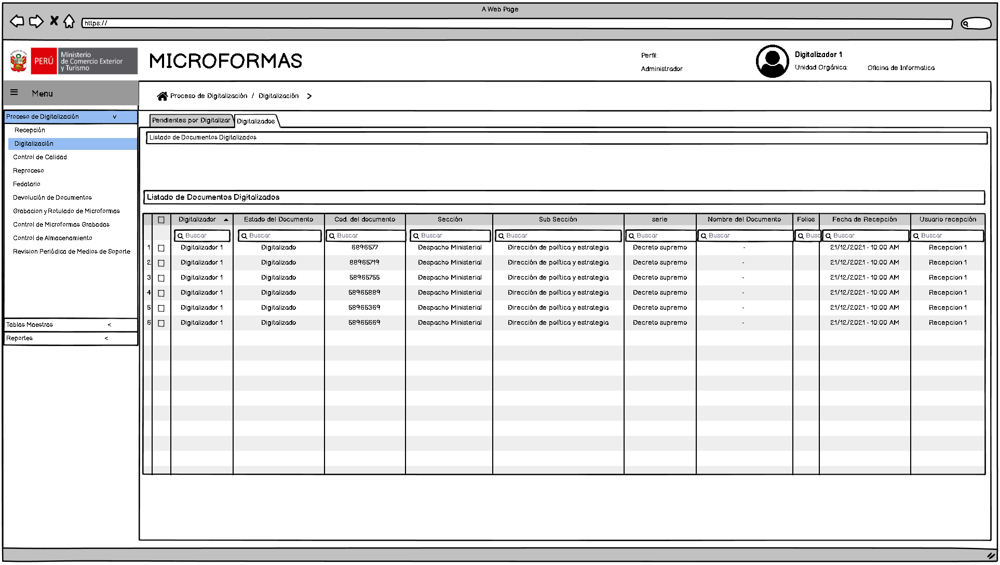 A Web Page
https://
PERÚ
Ministerio
de Comercio Exterior
y Turismo
MICROFORMAS
Perfil:
Administrador
Digitalizador 1
Unidad Orgánica: Oficina de Informatica
Menu
Proceso de Digitalización / Digitalización >
Proceso de Digitalización v
Recepción
Digitalización
Control de Calidad
Reproceso
Fedatario
Devolución de Documentos
Grabacion y Rotulado de Microformas
Control de Microformas Grabadas
Control de Almacenamiento
Revision Periódica de Medios de Soporte
Tablas Maestras <
Reportes <
Pendientes por Digitalizar Digitalizados
Listado de Documentos Digitalizados
Listado de Documentos Digitalizados
Digitalizador Estado del Documento Cod. del documento Sección Sub Sección serie Nombre del Documento Folios Fecha de Recepción Usuario recepción
Buscar Buscar Buscar Buscar Buscar Buscar Buscar Busc Buscar Buscar
1 Digitalizador 1 Digitalizado 6896577 Despacho Ministerial Dirección de política y estrategia Decreto supremo - 21/12/2021 - 10:00 AM Recepcion 1
2 Digitalizador 1 Digitalizado 88965719 Despacho Ministerial Dirección de política y estrategia Decreto supremo - 21/12/2021 - 10:00 AM Recepcion 1
3 Digitalizador 1 Digitalizado 58965755 Despacho Ministerial Dirección de política y estrategia Decreto supremo - 21/12/2021 - 10:00 AM Recepcion 1
4 Digitalizador 1 Digitalizado 58965889 Despacho Ministerial Dirección de política y estrategia Decreto supremo - 21/12/2021 - 10:00 AM Recepcion 1
5 Digitalizador 1 Digitalizado 58965369 Despacho Ministerial Dirección de política y estrategia Decreto supremo - 21/12/2021 - 10:00 AM Recepcion 1
6 Digitalizador 1 Digitalizado 58965669 Despacho Ministerial Dirección de política y estrategia Decreto supremo - 21/12/2021 - 10:00 AM Recepcion 1